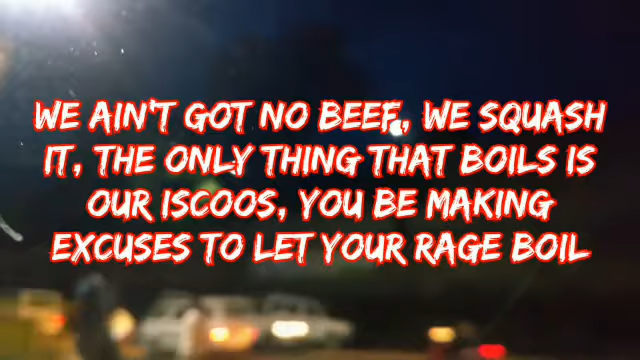 WE AIN'T GOT NO BEEF, WE SQUASH
IT, THE ONLY THING THAT BOILS IS
OUR ISCOOS, YOU BE MAKING
EXCUSES TO LET YOUR RAGE BOIL